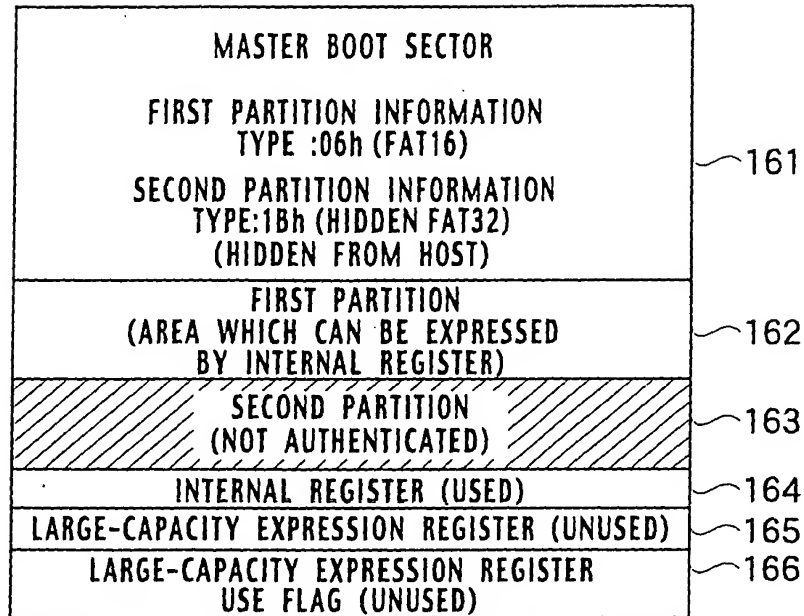 MASTER BOOT SECTOR
FIRST PARTITION INFORMATION
TYPE :06h (FAT16)
SECOND PARTITION INFORMATION
TYPE:1Bh (HIDDEN FAT32)
(HIDDEN FROM HOST)
161
FIRST PARTITION
(AREA WHICH CAN BE EXPRESSED
BY INTERNAL REGISTER)
162
SECOND PARTITION
(NOT AUTHENTICATED)
163
INTERNAL REGISTER (USED)
164
LARGE-CAPACITY EXPRESSION REGISTER (UNUSED)
165
LARGE-CAPACITY EXPRESSION REGISTER
USE FLAG (UNUSED)
166